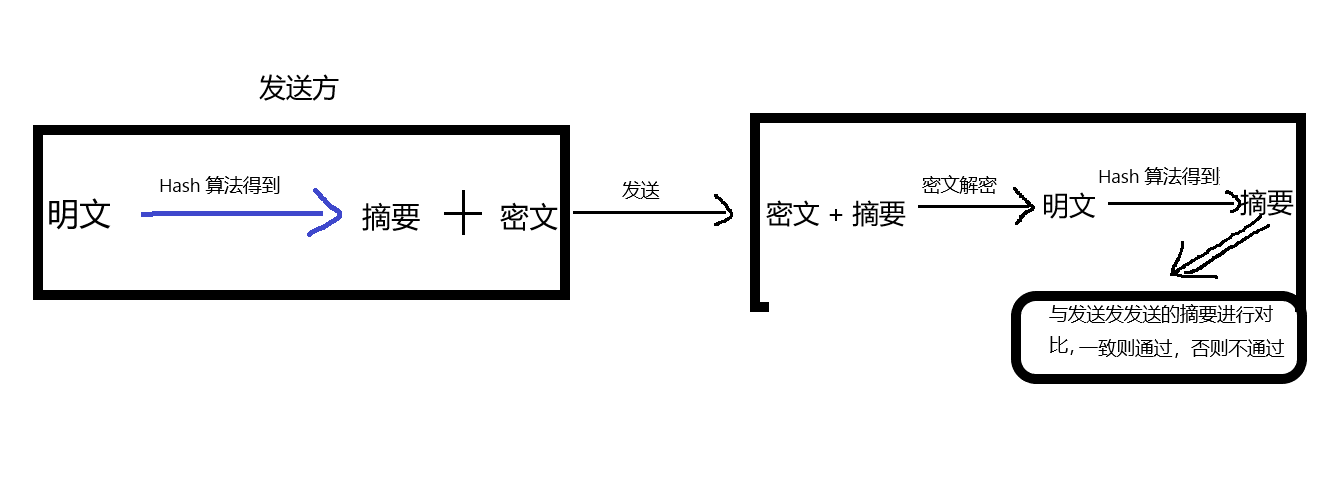 发送方
明文
Hash 算法得到
摘要
密文
发送
密文 + 摘要
密文解密
明文
Hash 算法得到
摘要
与发送发发送的摘要进行对
比, 一致则通过，否则不通过